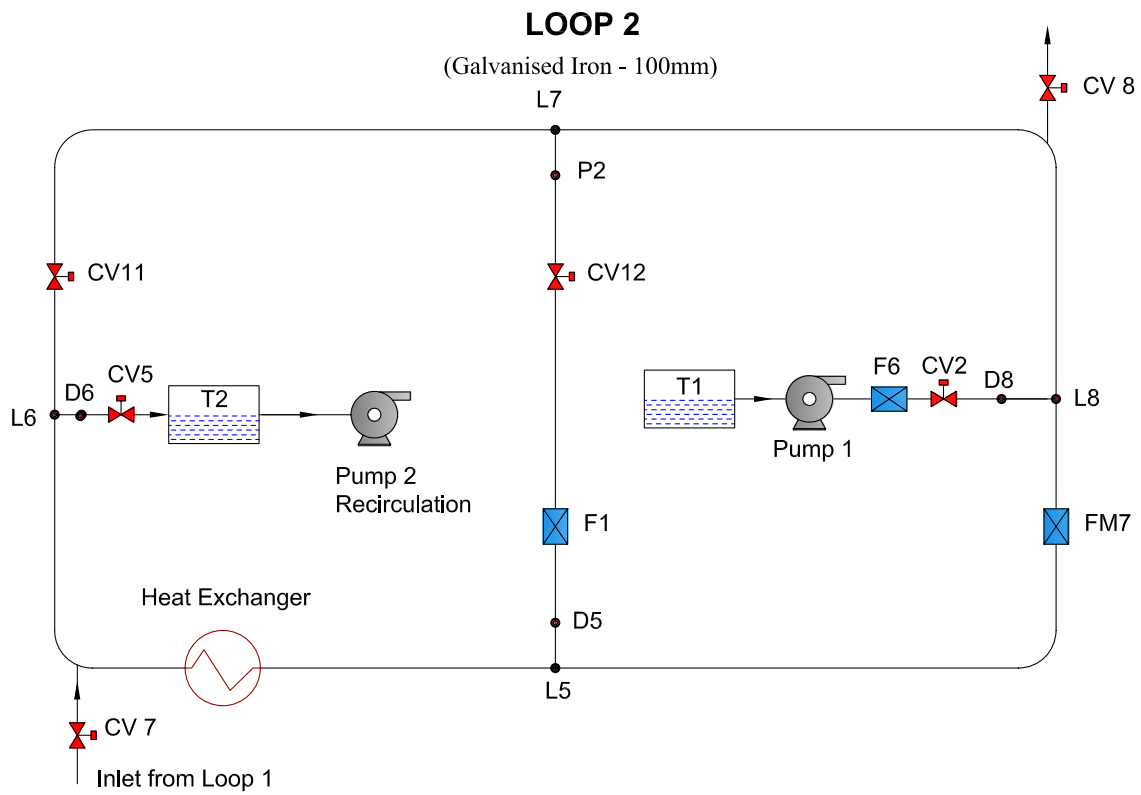 LOOP 2
(Galvanised Iron - 100mm)
L7
CV 8
P2
CV11
CV12
D6
CV5
T2
T1
F6
CV2
D8
L6
L8
Pump 1
Pump 2
Recirculation
F1
FM7
Heat Exchanger
D5
L5
CV 7
Inlet from Loop 1